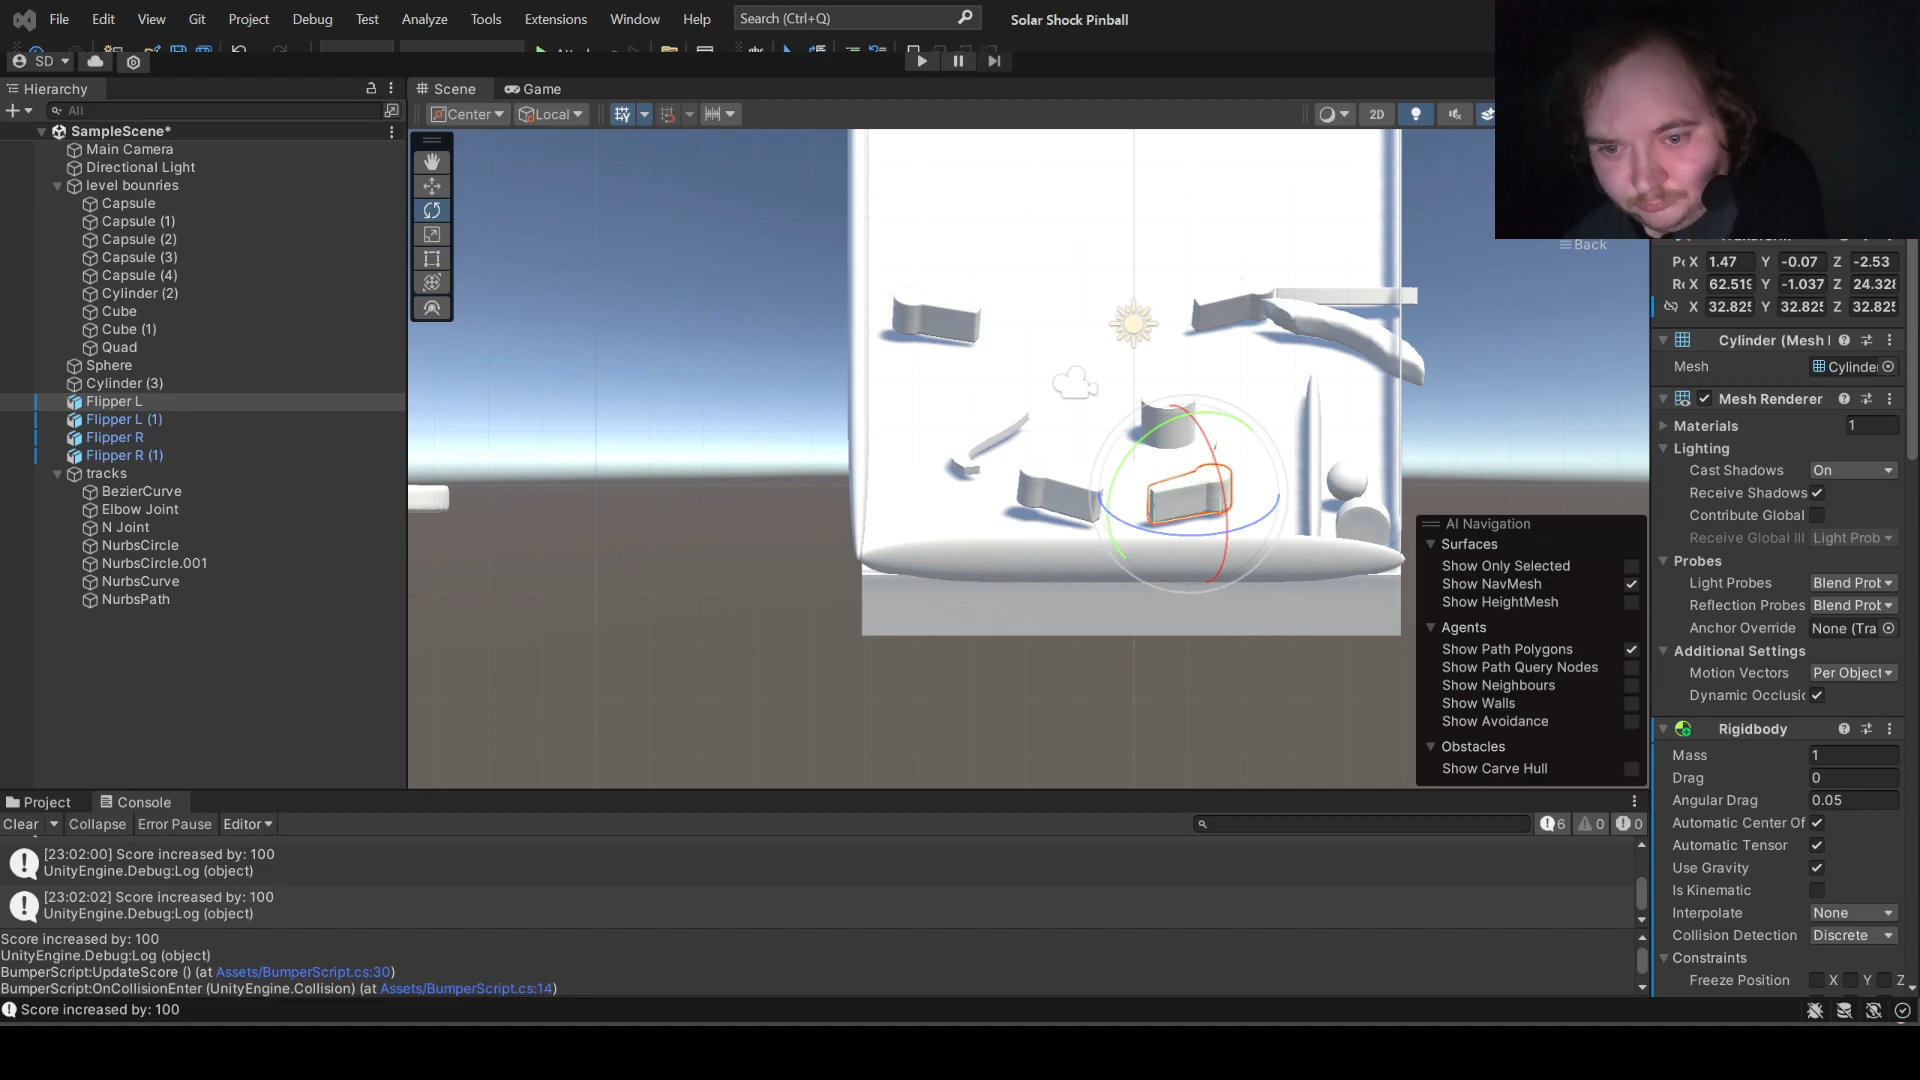 File Edit View Git Project Debug Test Analyze Tools Extensions Window Help Search (Ctrl+Q) Solar Shock Pinball
SD
Hierarchy
All
SampleScene*
Main Camera
Directional Light
level bounries
Capsule
Capsule (1)
Capsule (2)
Capsule (3)
Capsule (4)
Cylinder (2)
Cube
Cube (1)
Quad
Sphere
Cylinder (3)
Flipper L
Flipper L (1)
Flipper R
Flipper R (1)
tracks
BezierCurve
Elbow Joint
N Joint
NurbsCircle
NurbsCircle.001
NurbsCurve
NurbsPath
Scene Game
Center Local 2D
Back
AI Navigation
Surfaces
Show Only Selected
Show NavMesh
Show HeightMesh
Agents
Show Path Polygons
Show Path Query Nodes
Show Neighbours
Show Walls
Show Avoidance
Obstacles
Show Carve Hull
X 1.47 Y -0.07 Z -2.53
X 62.519 Y -1.037 Z 24.328
X 32.825 Y 32.825 Z 32.825
Cylinder (Mesh
Mesh Cylinde
Mesh Renderer
Materials 1
Lighting
Cast Shadows On
Receive Shadows
Contribute Global
Receive Global Ill Light Prob
Probes
Light Probes Blend Prob
Reflection Probes Blend Prob
Anchor Override None (Tra
Additional Settings
Motion Vectors Per Object
Dynamic Occlusic
Rigidbody
Mass 1
Drag 0
Angular Drag 0.05
Automatic Center Of
Automatic Tensor
Use Gravity
Is Kinematic
Interpolate None
Collision Detection Discrete
Constraints
Freeze Position X Y Z
Project Console
Clear Collapse Error Pause Editor 6 0 0
[23:02:00] Score increased by: 100
UnityEngine.Debug:Log (object)
[23:02:02] Score increased by: 100
UnityEngine.Debug:Log (object)
Score increased by: 100
UnityEngine.Debug:Log (object)
BumperScript:UpdateScore () (at Assets/BumperScript.cs:30)
BumperScript:OnCollisionEnter (UnityEngine.Collision) (at Assets/BumperScript.cs:14)
Score increased by: 100